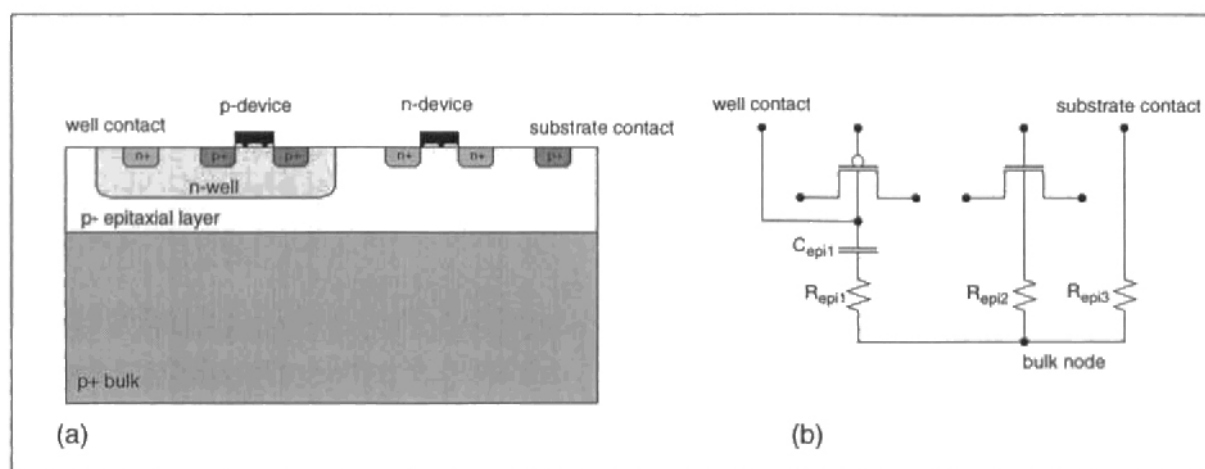 p-device
n-device
well contact
substrate contact
n+
p+
p+
n+
n+
p+
n-well
p- epitaxial layer
p+ bulk
(a)
well contact
substrate contact
Cepi1
Repi1
Repi2
Repi3
bulk node
(b)